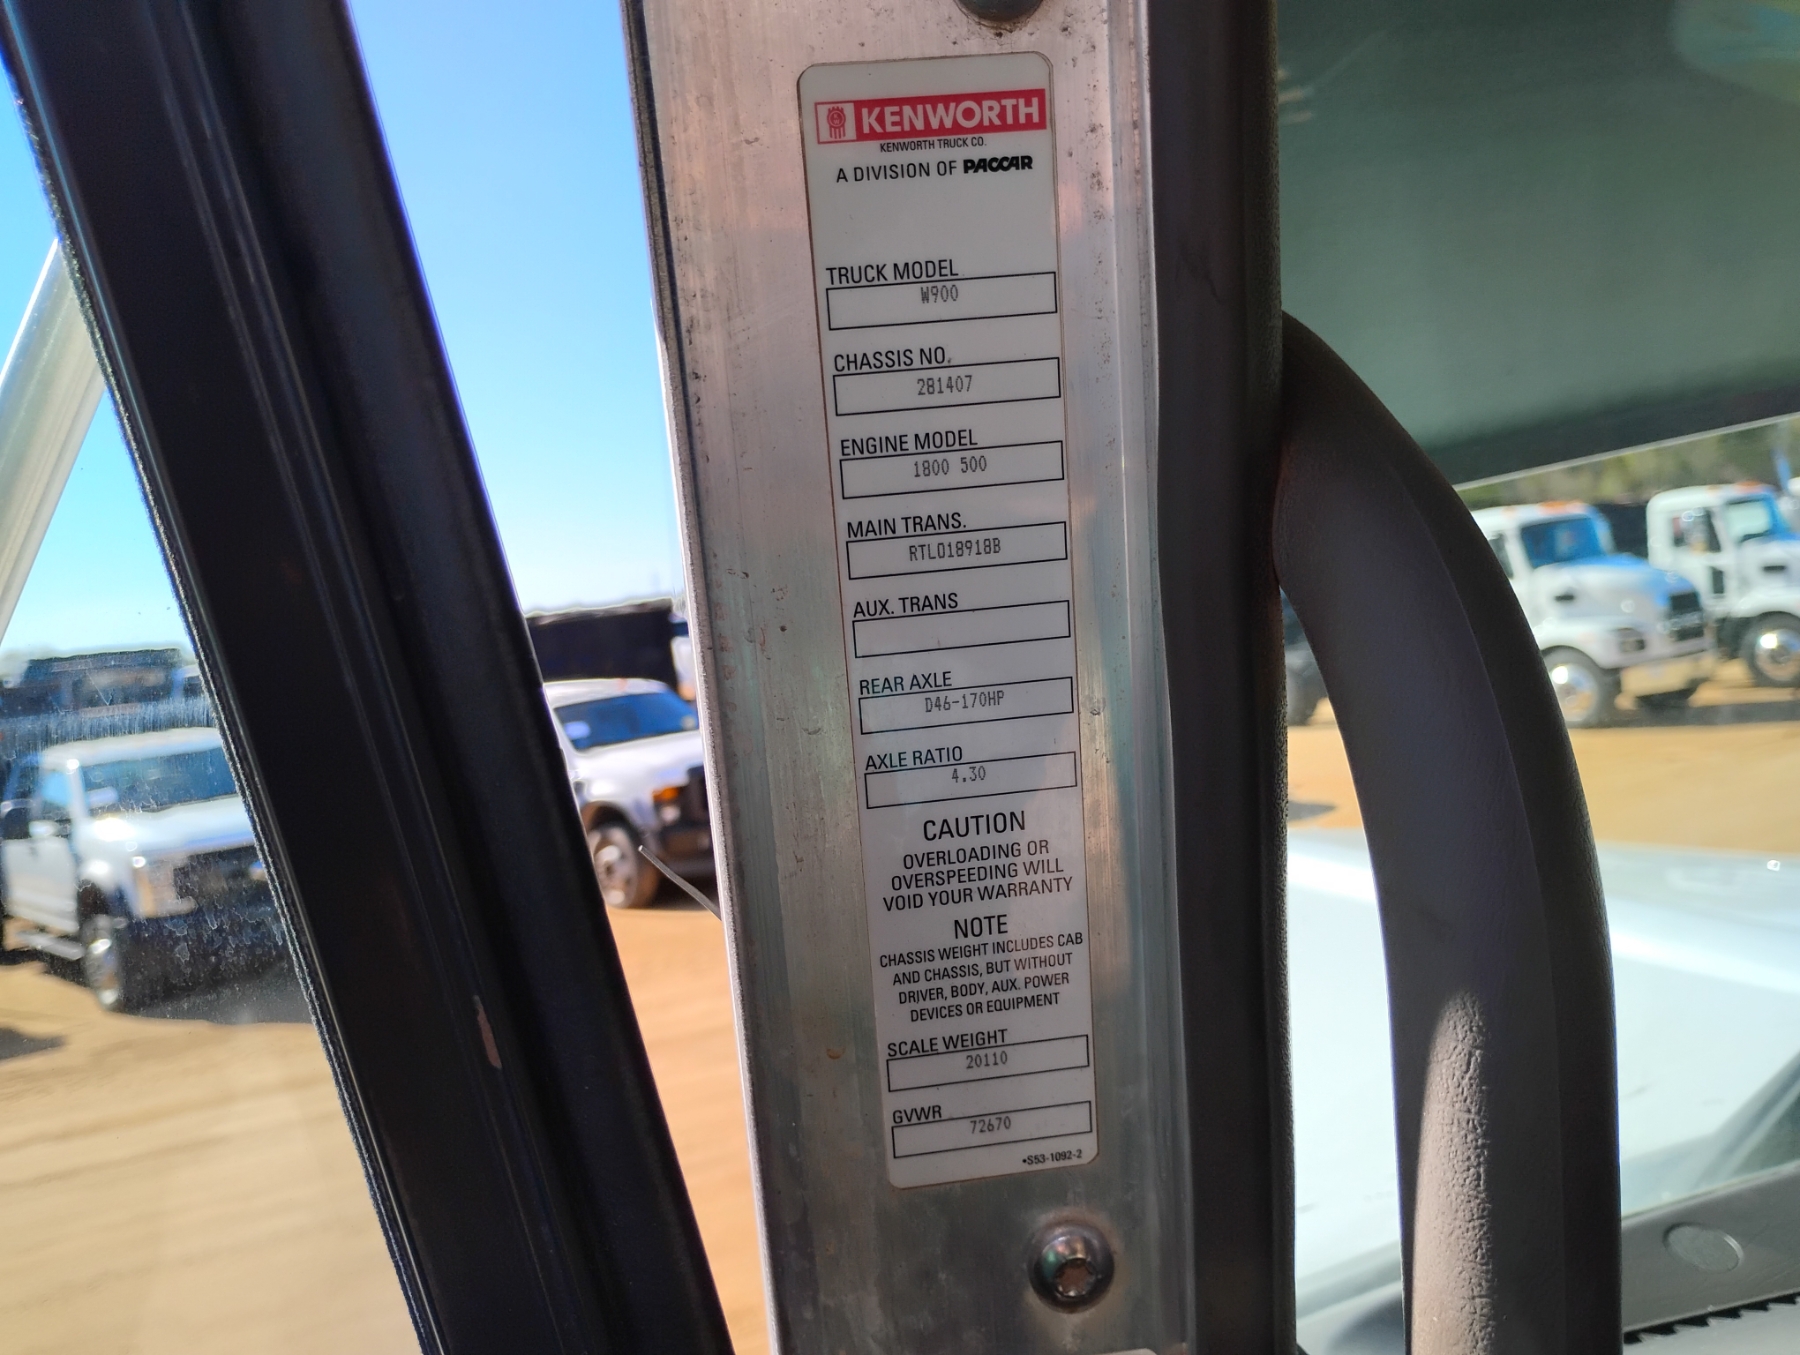 KENWORTH
KENWORTH TRUCK CO.
A DIVISION OF PACCAR
TRUCK MODEL
W900
CHASSIS NO.
281407
ENGINE MODEL
1800 500
MAIN TRANS.
RTLO18918B
AUX. TRANS
REAR AXLE
D46-170HP
AXLE RATIO
4.30
CAUTION
OVERLOADING OR
OVERSPEEDING WILL
VOID YOUR WARRANTY
NOTE
CHASSIS WEIGHT INCLUDES CAB
AND CHASSIS, BUT WITHOUT
DRIVER, BODY, AUX. POWER
DEVICES OR EQUIPMENT
SCALE WEIGHT
20110
GVWR
72670
•S53-1092-2